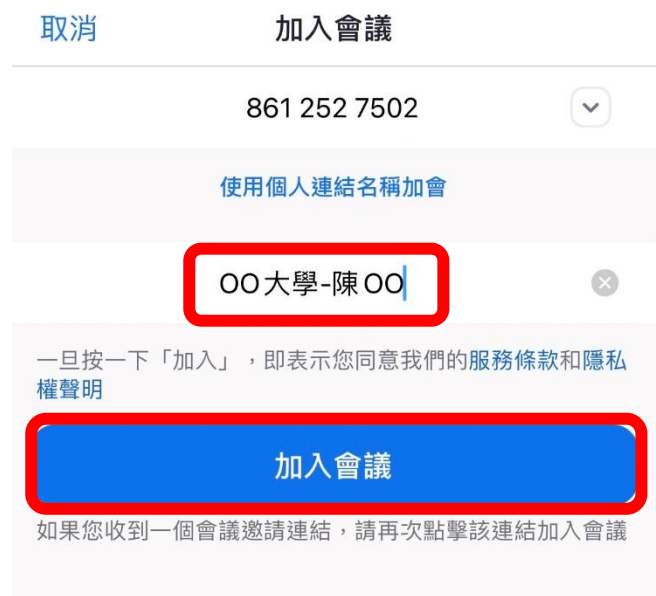 取消 加入會議
861 252 7502
使用個人連結名稱加會
OO大學-陳OO
一旦按一下「加入」，即表示您同意我們的服務條款和隱私
權聲明
加入會議
如果您收到一個會議邀請連結，請再次點擊該連結加入會議